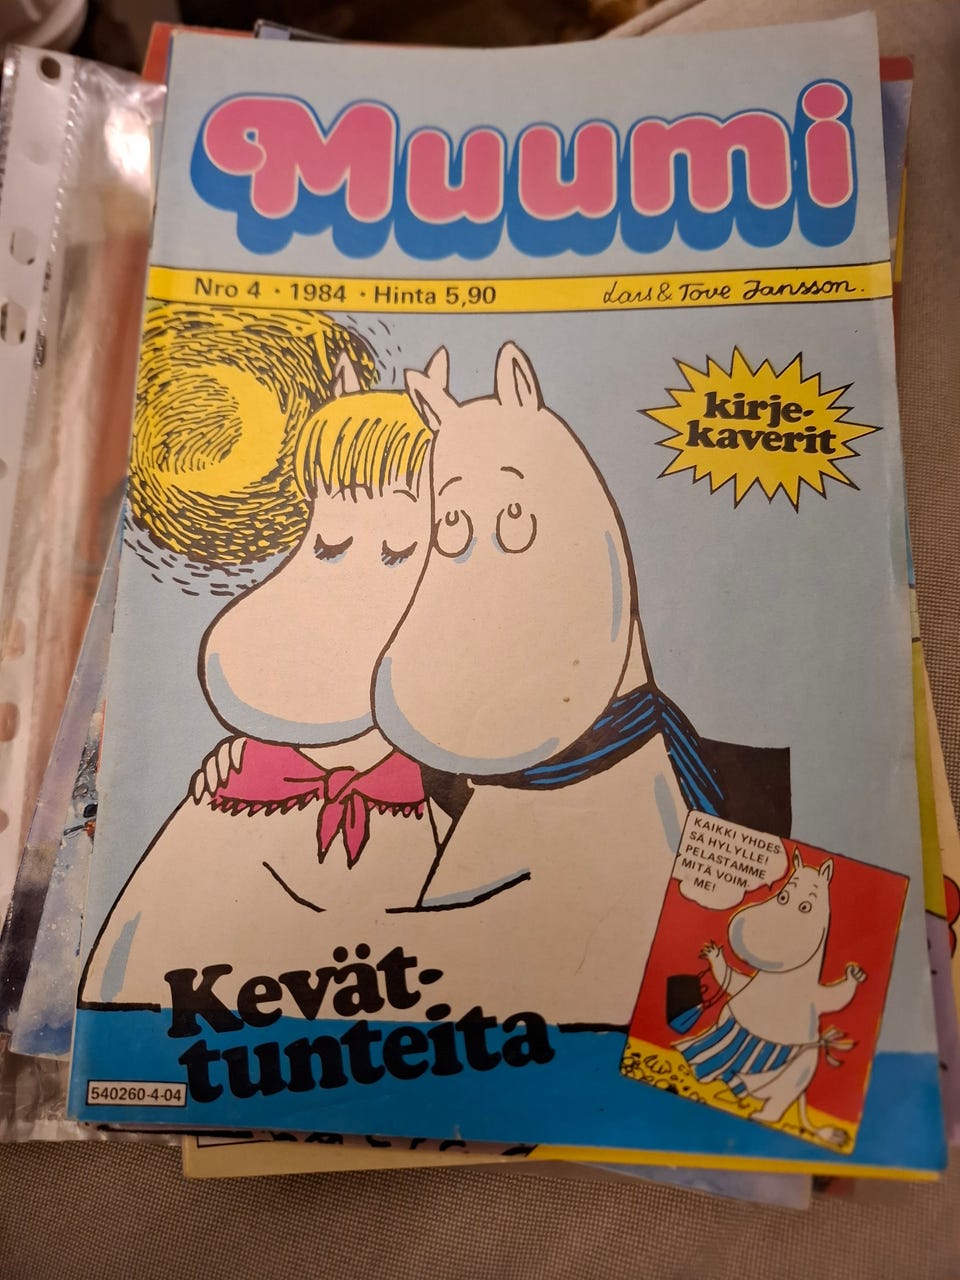 Muumi
Nro 4 · 1984 · Hinta 5,90
Lars & Tove Jansson.
kirje-
kaverit
KAIKKI YHDES-
SÄ HYLYLLE!
PELASTAMME
MITÄ VOIM-
ME!
Kevät-
tunteita
540260-4-04